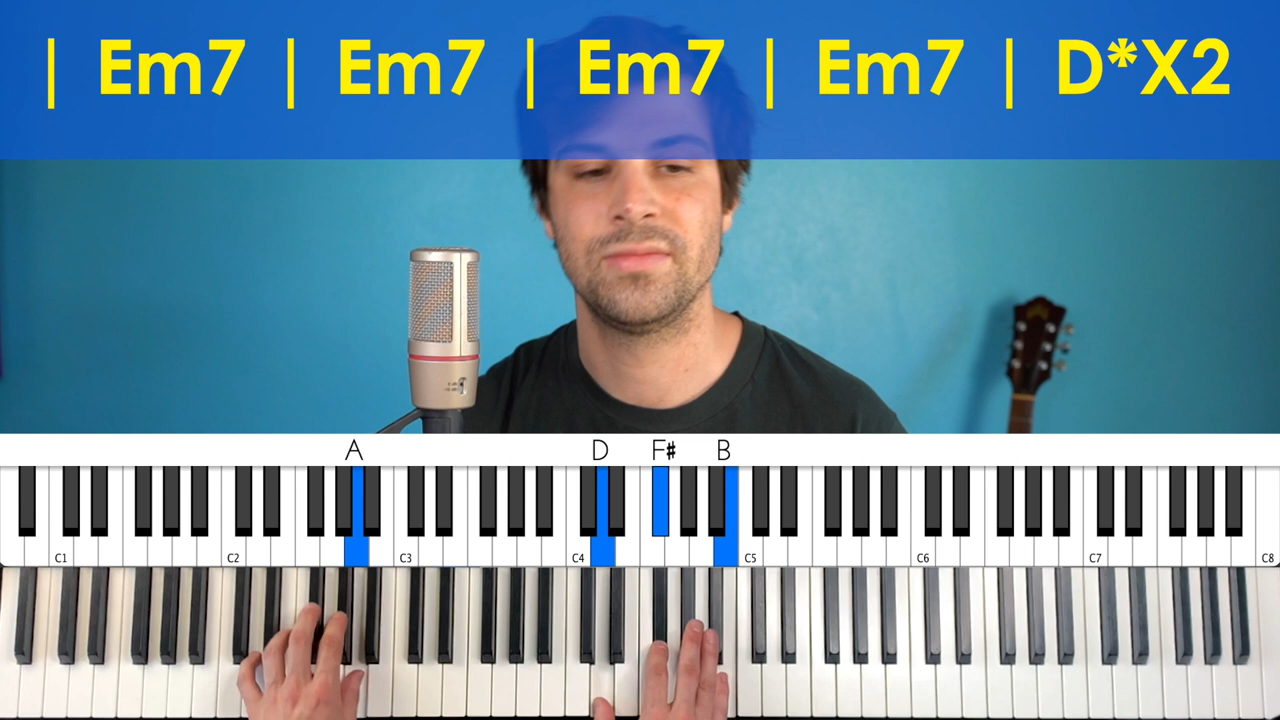 | Em7 | Em7 | Em7 | Em7 | D*X2
A D F# B
C1 C2 C3 C4 C5 C6 C7 C8